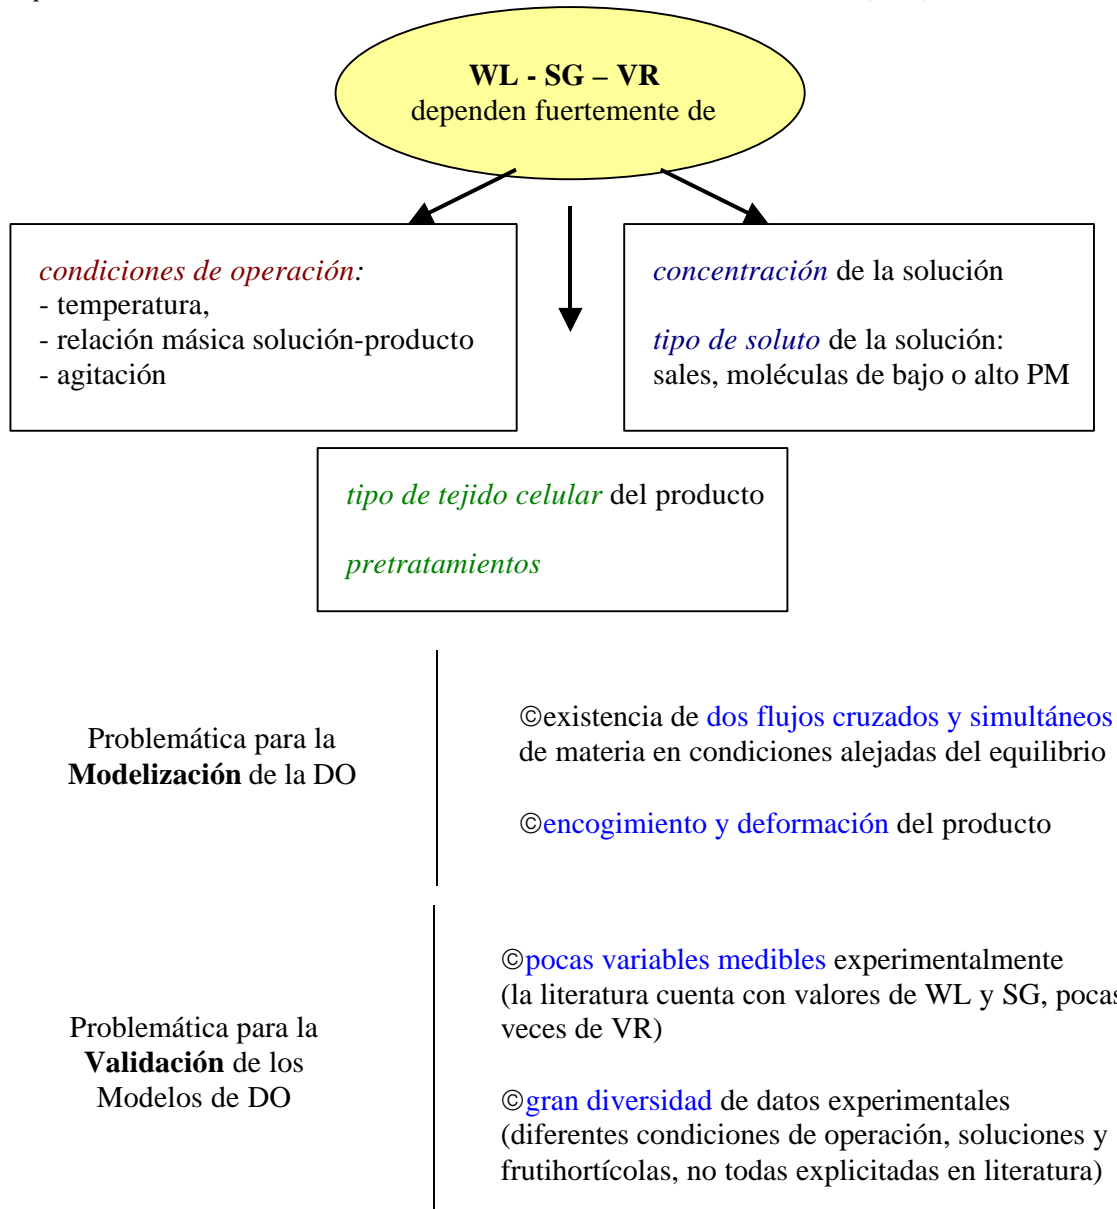 WL - SG – VR
dependen fuertemente de
condiciones de operación:
- temperatura,
- relación másica solución-producto
- agitación
concentración de la solución
tipo de soluto de la solución:
sales, moléculas de bajo o alto PM
tipo de tejido celular del producto
pretratamientos
Problemática para la
Modelización de la DO
©existencia de dos flujos cruzados y simultáneos
de materia en condiciones alejadas del equilibrio
©encogimiento y deformación del producto
Problemática para la
Validación de los
Modelos de DO
©pocas variables medibles experimentalmente
(la literatura cuenta con valores de WL y SG, pocas
veces de VR)
©gran diversidad de datos experimentales
(diferentes condiciones de operación, soluciones y
frutihortícolas, no todas explicitadas en literatura)